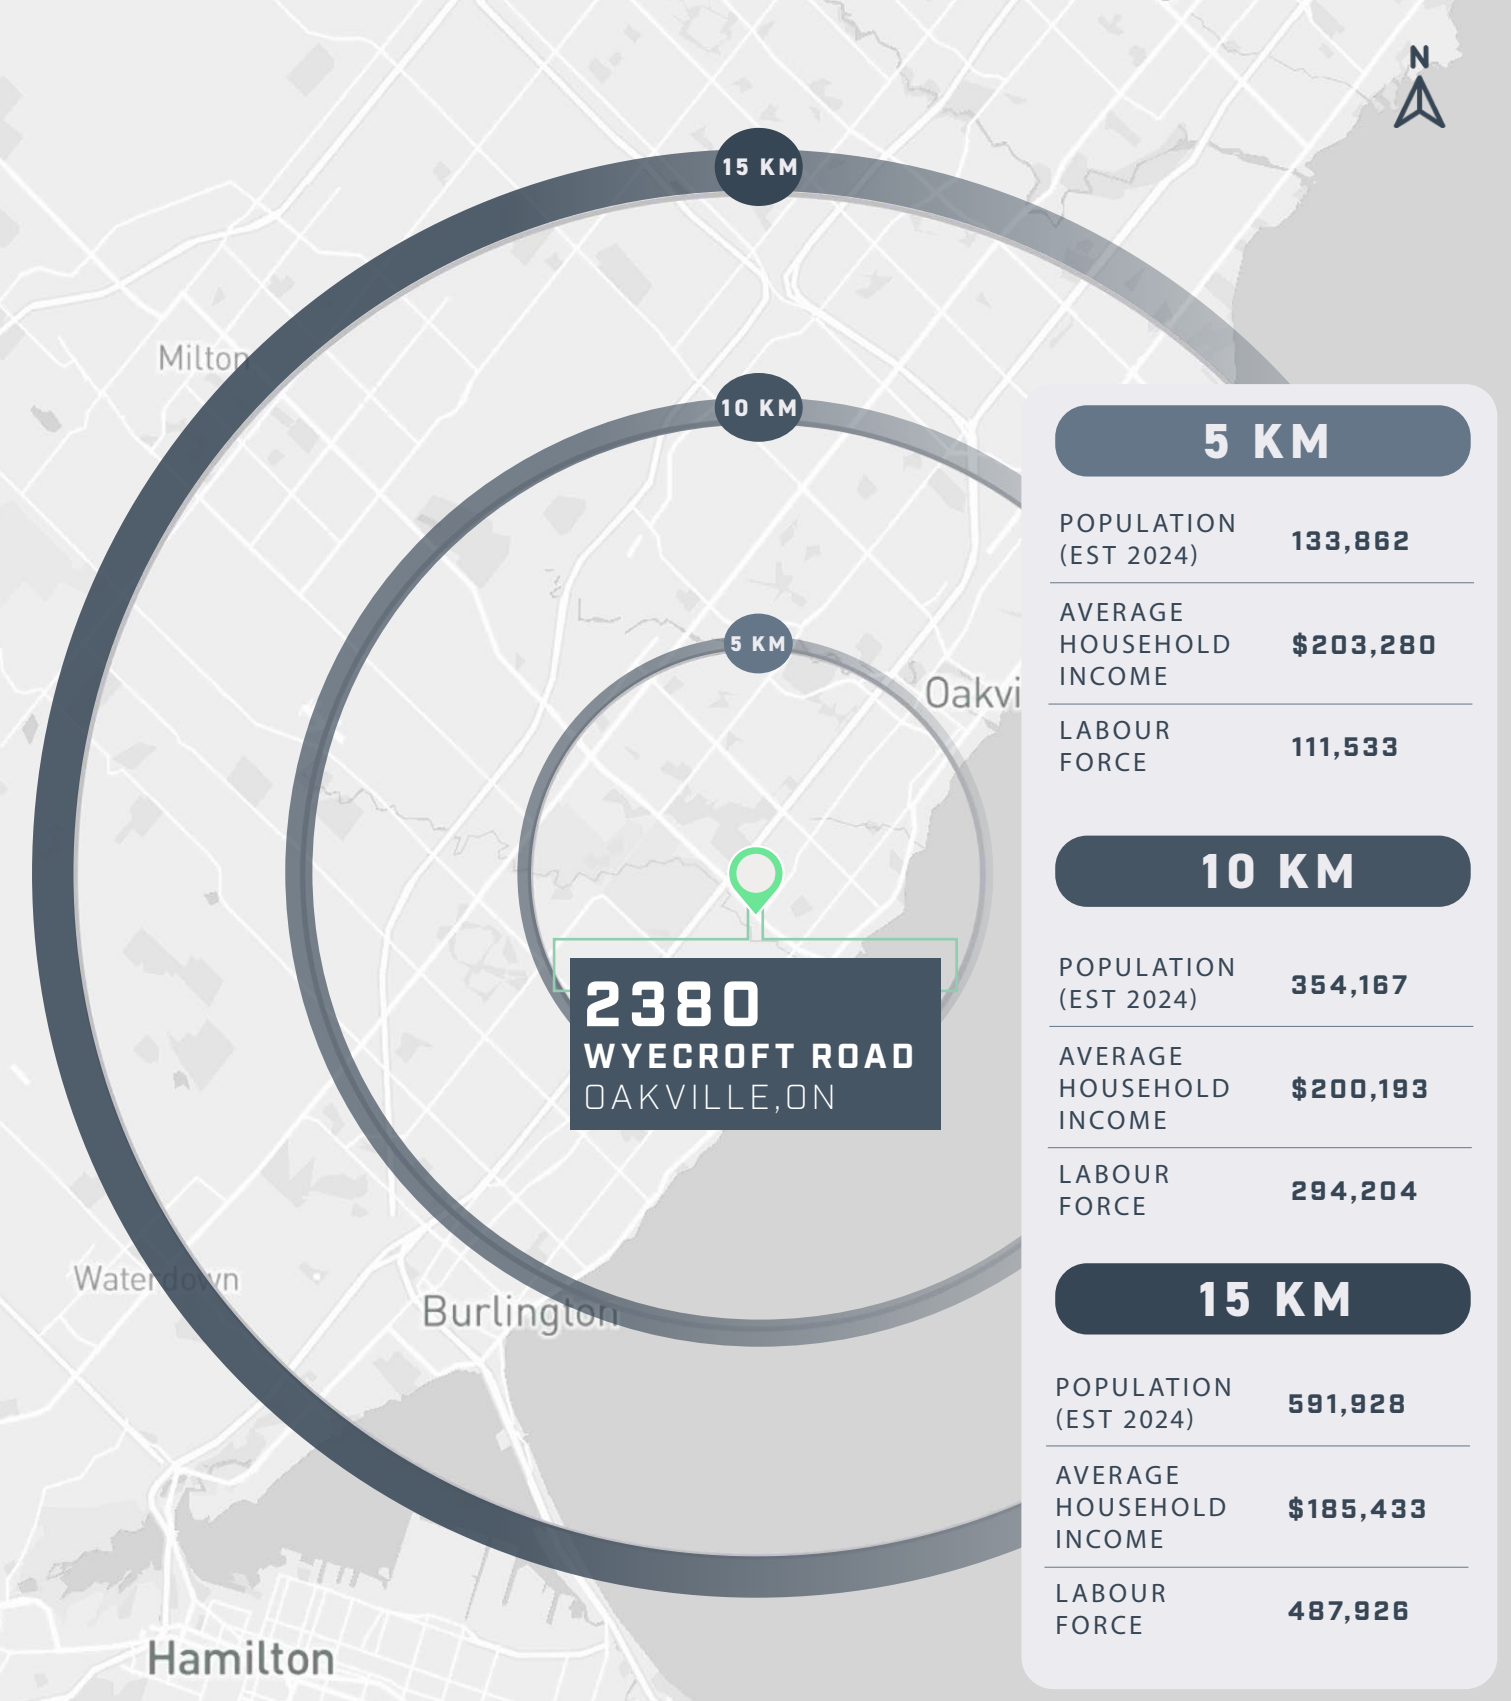 N
15 KM
10 KM
Milton
5 KM
Oakvi
2380
WYECROFT ROAD
OAKVILLE,ON
Waterdown
Burlington
Hamilton
5 KM
POPULATION
(EST 2024)
133,862
AVERAGE
HOUSEHOLD
INCOME
$203,280
LABOUR
FORCE
111,533
10 KM
POPULATION
(EST 2024)
354,167
AVERAGE
HOUSEHOLD
INCOME
$200,193
LABOUR
FORCE
294,204
15 KM
POPULATION
(EST 2024)
591,928
AVERAGE
HOUSEHOLD
INCOME
$185,433
LABOUR
FORCE
487,926